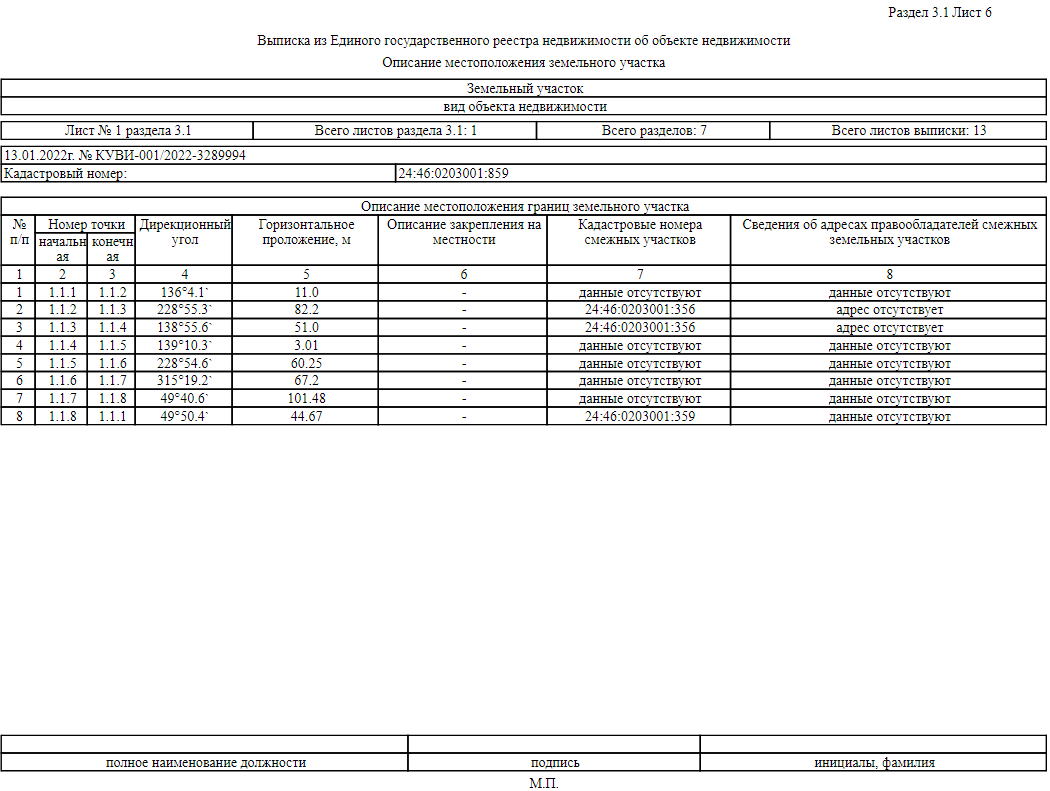 Раздел 3.1 Лист 6
Выписка из Единого государственного реестра недвижимости об объекте недвижимости
Описание местоположения земельного участка
Земельный участок
вид объекта недвижимости
Лист № 1 раздела 3.1 Всего листов раздела 3.1: 1 Всего разделов: 7 Всего листов выписки: 13
13.01.2022г. № КУВИ-001/2022-3289994
Кадастровый номер: 24:46:0203001:859
Описание местоположения границ земельного участка
№ Номер точки Дирекционный Горизонтальное Описание закрепления на Кадастровые номера Сведения об адресах правообладателей смежных
п/п начальн конечн угол проложение, м местности смежных участков земельных участков
ая ая
1 2 3 4 5 6 7 8
1 1.1.1 1.1.2 136°4.1` 11.0 - данные отсутствуют данные отсутствуют
2 1.1.2 1.1.3 228°55.3` 82.2 - 24:46:0203001:356 адрес отсутствует
3 1.1.3 1.1.4 138°55.6` 51.0 - 24:46:0203001:356 адрес отсутствует
4 1.1.4 1.1.5 139°10.3` 3.01 - данные отсутствуют данные отсутствуют
5 1.1.5 1.1.6 228°54.6` 60.25 - данные отсутствуют данные отсутствуют
6 1.1.6 1.1.7 315°19.2` 67.2 - данные отсутствуют данные отсутствуют
7 1.1.7 1.1.8 49°40.6` 101.48 - данные отсутствуют данные отсутствуют
8 1.1.8 1.1.1 49°50.4` 44.67 - 24:46:0203001:359 данные отсутствуют
полное наименование должности подпись инициалы, фамилия
М.П.